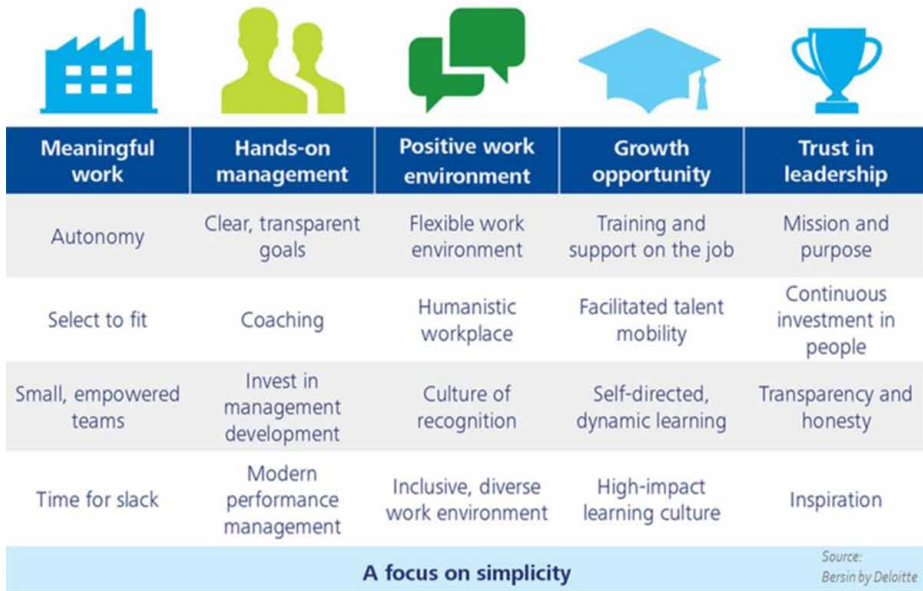 Meaningful
work
Hands-on
management
Positive work
environment
Growth
opportunity
Trust in
leadership
Autonomy
Clear, transparent
goals
Flexible work
environment
Training and
support on the job
Mission and
purpose
Select to fit
Coaching
Humanistic
workplace
Facilitated talent
mobility
Continuous
investment in
people
Small, empowered
teams
Invest in
management
development
Culture of
recognition
Self-directed,
dynamic learning
Transparency and
honesty
Time for slack
Modern
performance
management
Inclusive, diverse
work environment
High-impact
learning culture
Inspiration
A focus on simplicity
Source:
Bersin by Deloitte